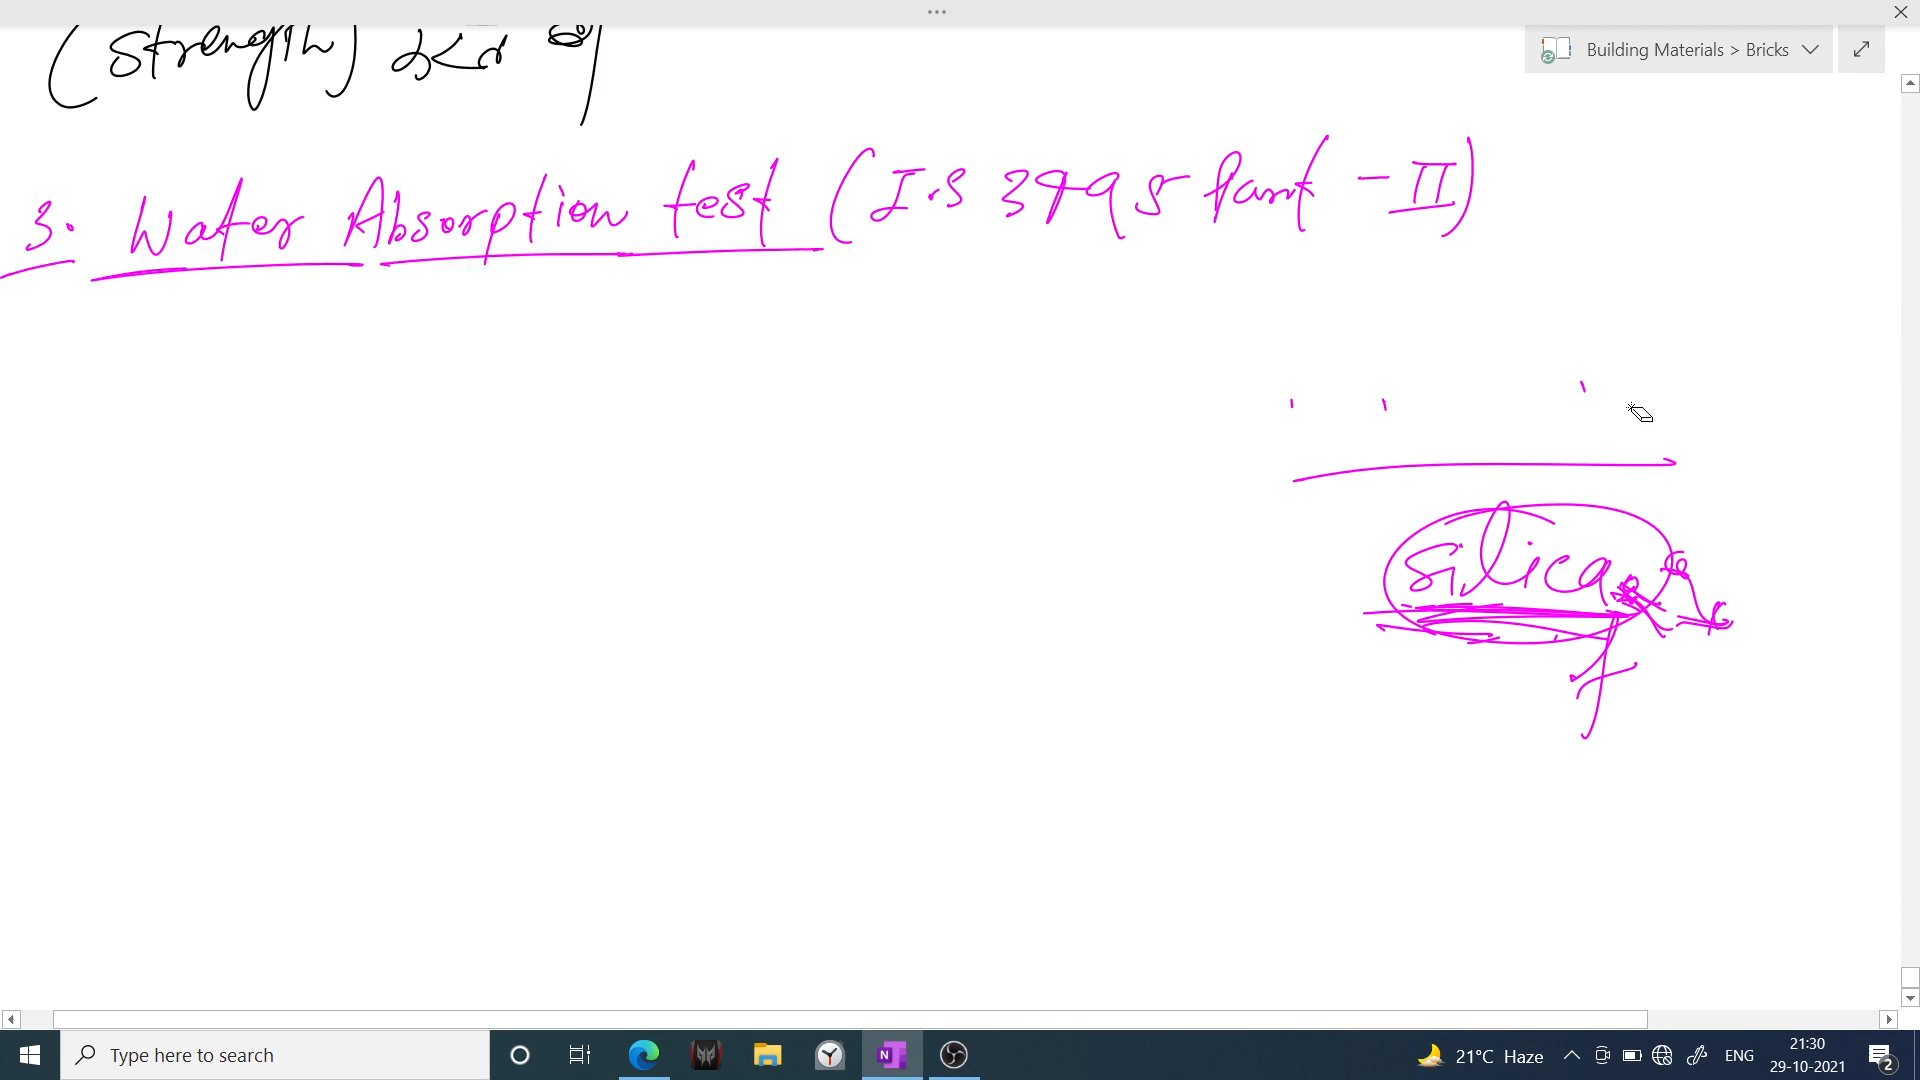 Building Materials > Bricks
(Strength)
3. Water Absorption test (I.S 3495 Part - II)
silica
Type here to search
21°C Haze
ENG
21:30
29-10-2021
2